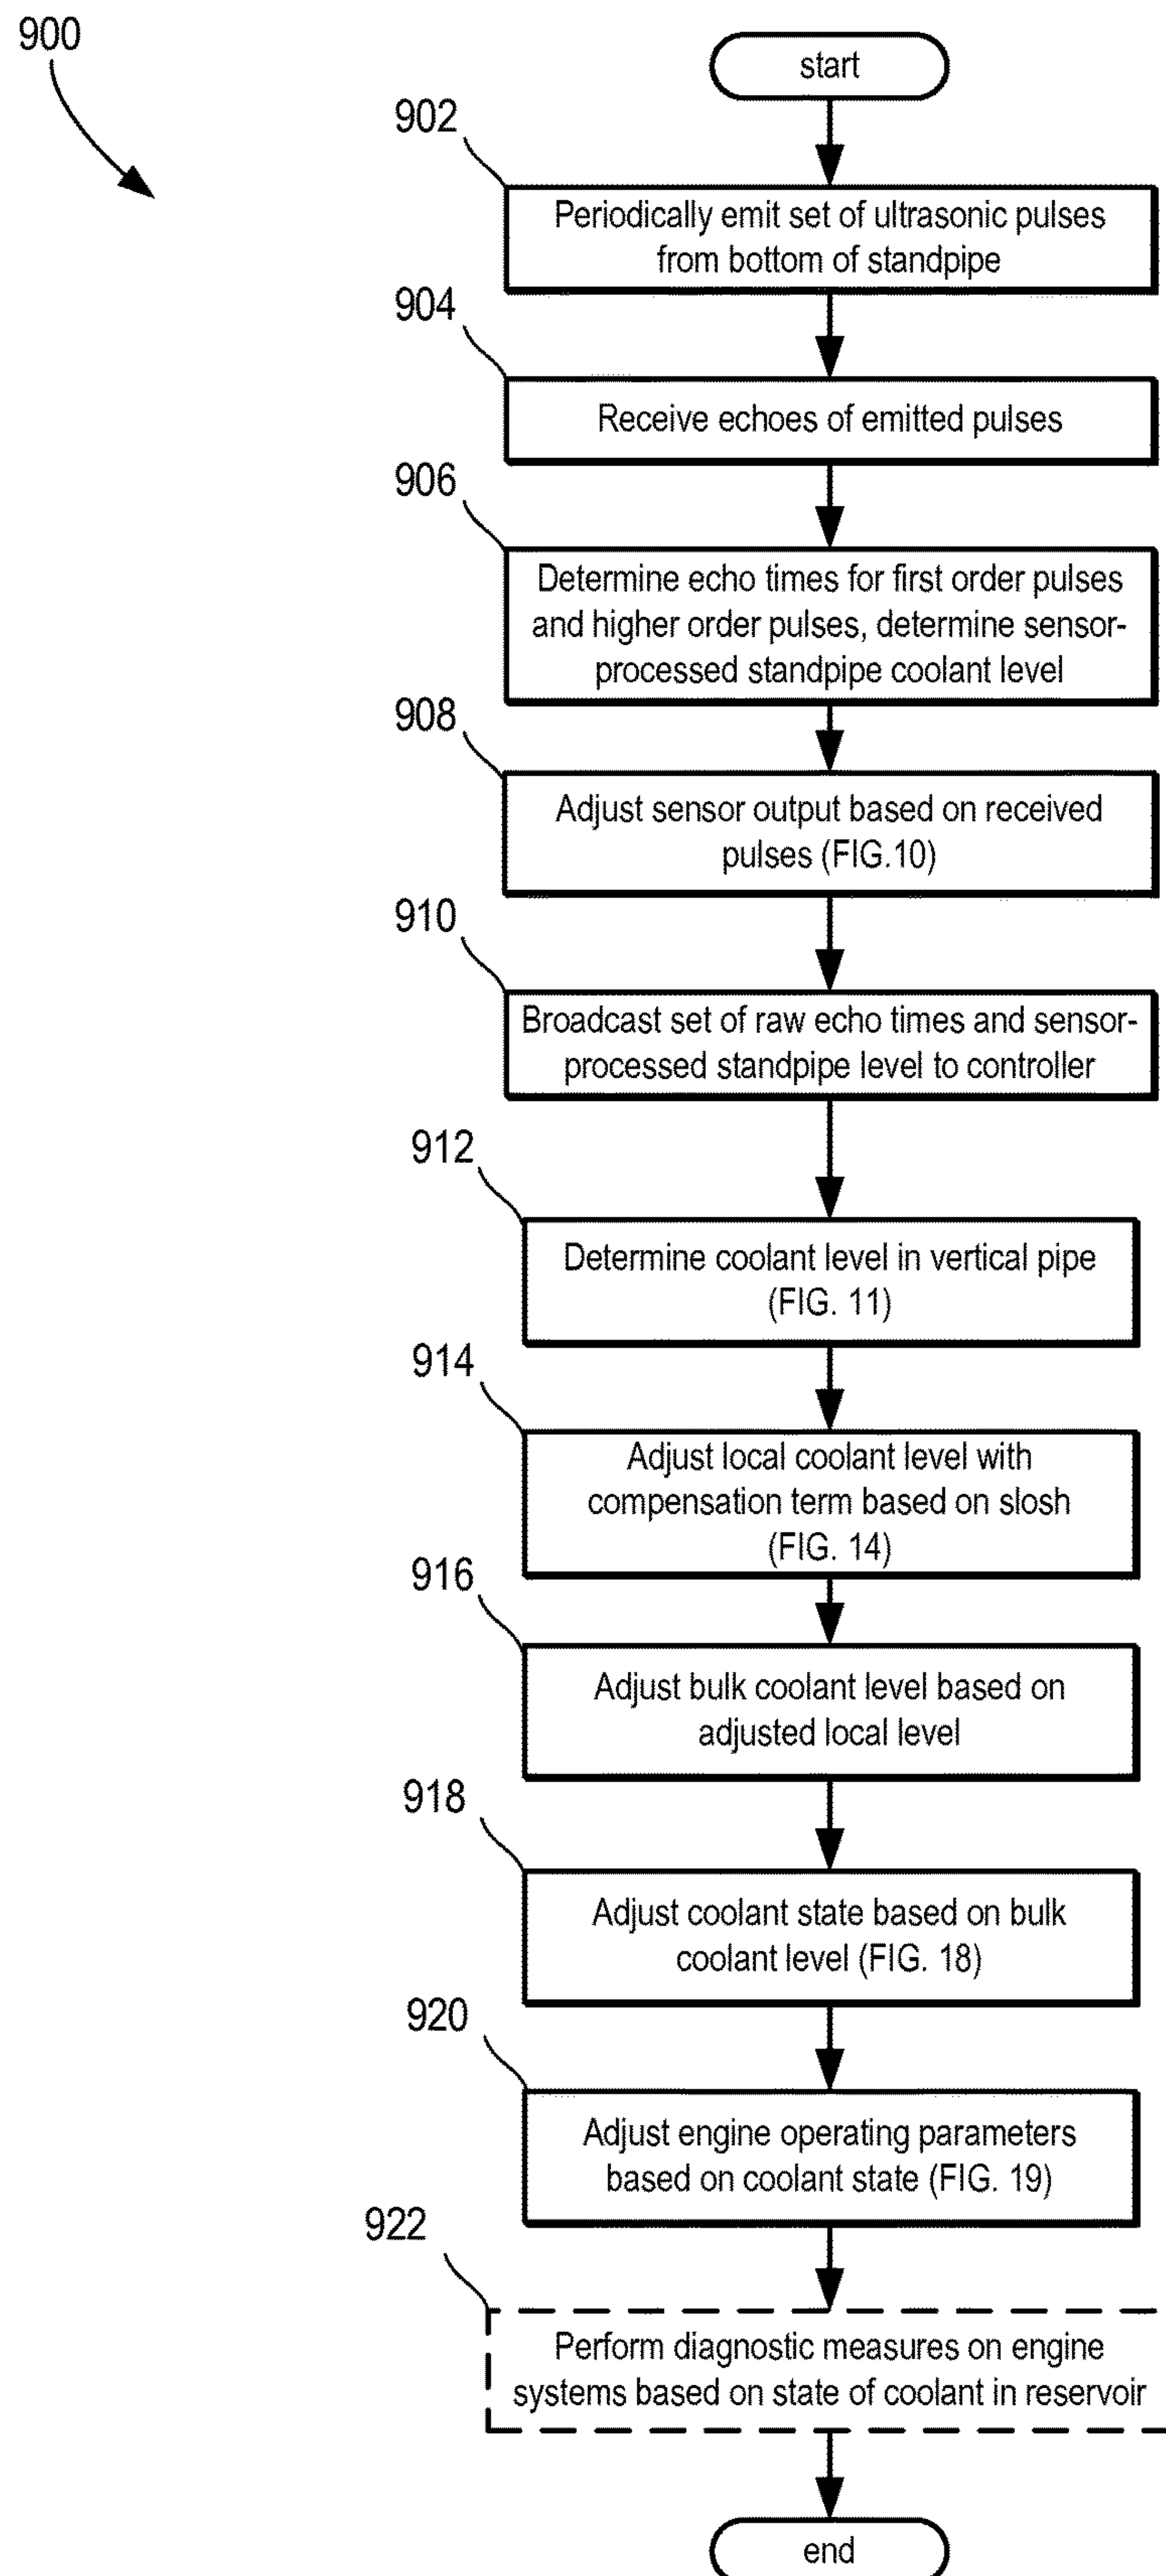 900
start
902
Periodically emit set of ultrasonic pulses
from bottom of standpipe
904
Receive echoes of emitted pulses
906
Determine echo times for first order pulses
and higher order pulses, determine sensor-
processed standpipe coolant level
908
Adjust sensor output based on received
pulses (FIG.10)
910
Broadcast set of raw echo times and sensor-
processed standpipe level to controller
912
Determine coolant level in vertical pipe
(FIG. 11)
914
Adjust local coolant level with
compensation term based on slosh
(FIG. 14)
916
Adjust bulk coolant level based on
adjusted local level
918
Adjust coolant state based on bulk
coolant level (FIG. 18)
920
Adjust engine operating parameters
based on coolant state (FIG. 19)
922
Perform diagnostic measures on engine
systems based on state of coolant in reservoir
end